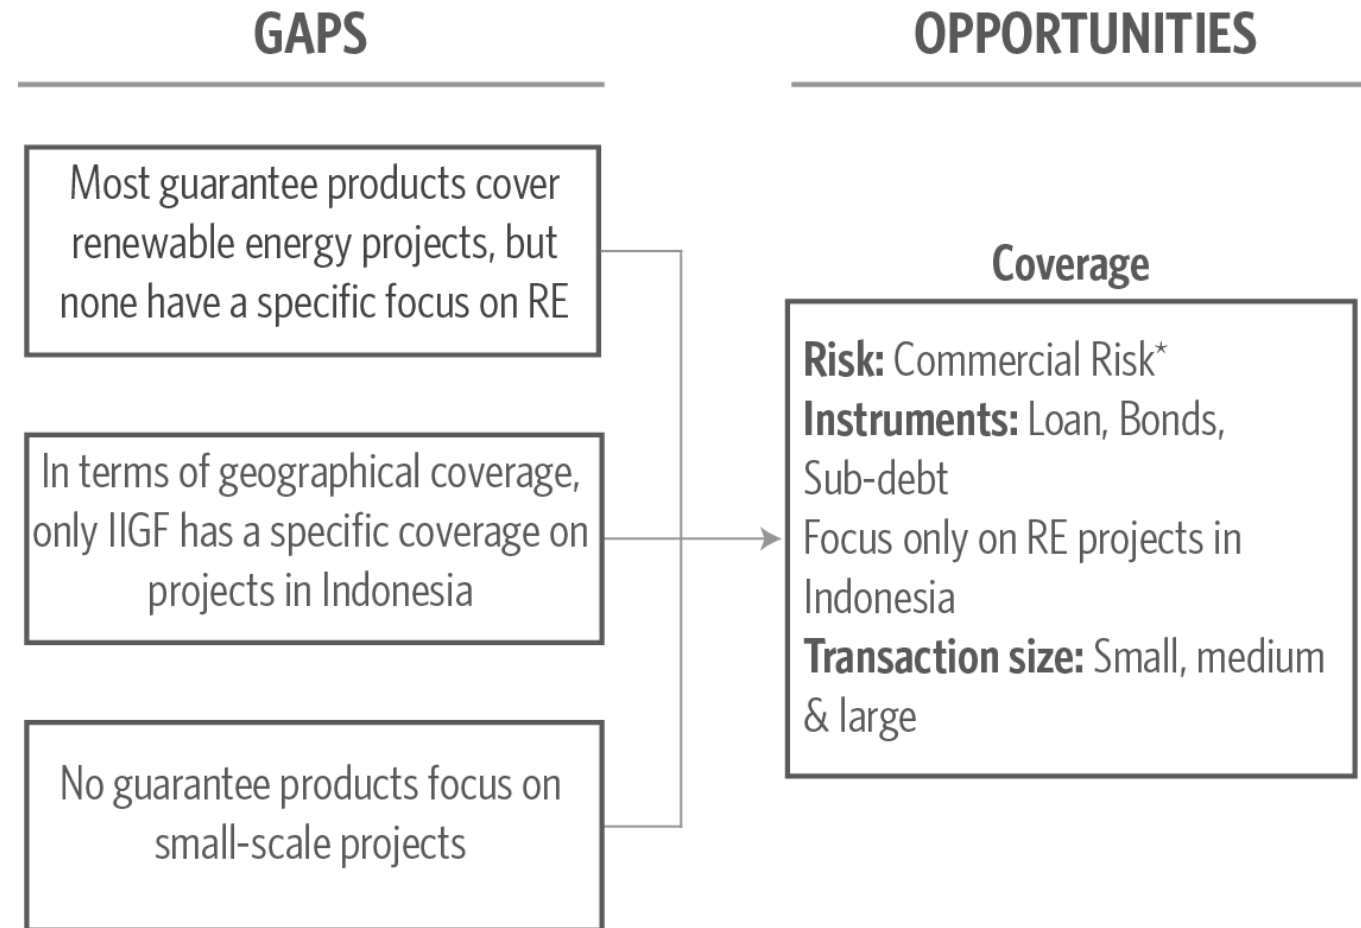 GAPS
OPPORTUNITIES
Most guarantee products cover
renewable energy projects, but
none have a specific focus on RE
In terms of geographical coverage,
only IIGF has a specific coverage on
projects in Indonesia
No guarantee products focus on
small-scale projects
Coverage
Risk: Commercial Risk*
Instruments: Loan, Bonds,
Sub-debt
Focus only on RE projects in
Indonesia
Transaction size: Small, medium
& large